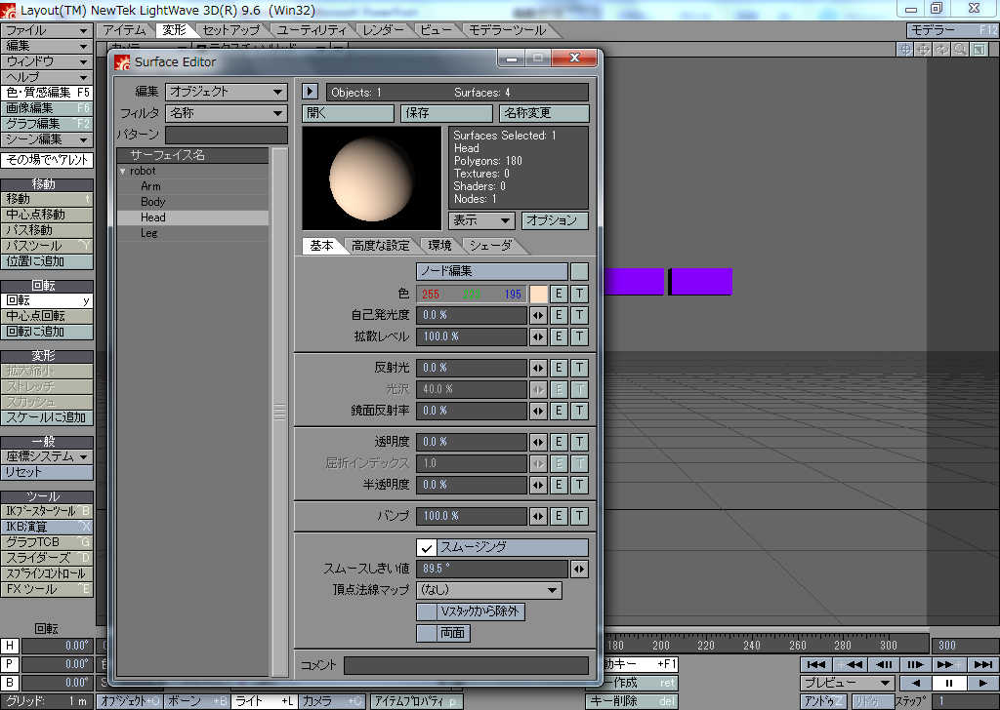 Layout(TM) NewTek LightWave 3D(R) 9.6 (Win32)
ファイル
アイテム 変形 セットアップ ユーティリティ レンダー ビュー モデラーツール
モデラー F12
編集
ウィンドウ
ヘルプ
色・質感編集 F5
画像編集 F6
グラフ編集 ^F2
シーン編集
その場でペアレント
移動
移動 t
中心点移動
パス移動
パスツール ^Y
位置に追加
回転
回転 y
中心点回転
回転に追加
変形
拡大縮小
ストレッチ
スカッシュ
スケールに追加
一般
座標システム
リセット
ツール
IKブースターツール ^B
IKB演算 ^X
グラフTCB ^G
スライダーズ ^D
スプラインコントロール
FX ツール ^E
Surface Editor
編集 オブジェクト
フィルタ 名称
パターン
サーフェイス名
robot
Arm
Body
Head
Leg
Objects: 1 Surfaces: 4
開く 保存 名称変更
Surfaces Selected: 1
Head
Polygons: 180
Textures: 0
Shaders: 0
Nodes: 1
表示 オプション
基本 高度な設定 環境 シェーダ
ノード編集
色 255 223 195 E T
自己発光度 0.0 % E T
拡散レベル 100.0 % E T
反射光 0.0 % E T
光沢 40.0 % E T
鏡面反射率 0.0 % E T
透明度 0.0 % E T
屈折インデックス 1.0 E T
半透明度 0.0 % E T
バンプ 100.0 % E T
スムージング
スムースしきい値 89.5 °
頂点法線マップ (なし)
Vスタックから除外
両面
コメント
回転
H 0.00°
P 0.00°
B 0.00°
グリッド: 1 m
180 200 220 240 260 280 300 300
動キー +F1
キー作成 ret
プレビュー
オブジェクト+O ボーン +B ライト +L カメラ +C アイテムプロパティ p
キー削除 del
アンドゥZ リドゥ ステップ 1